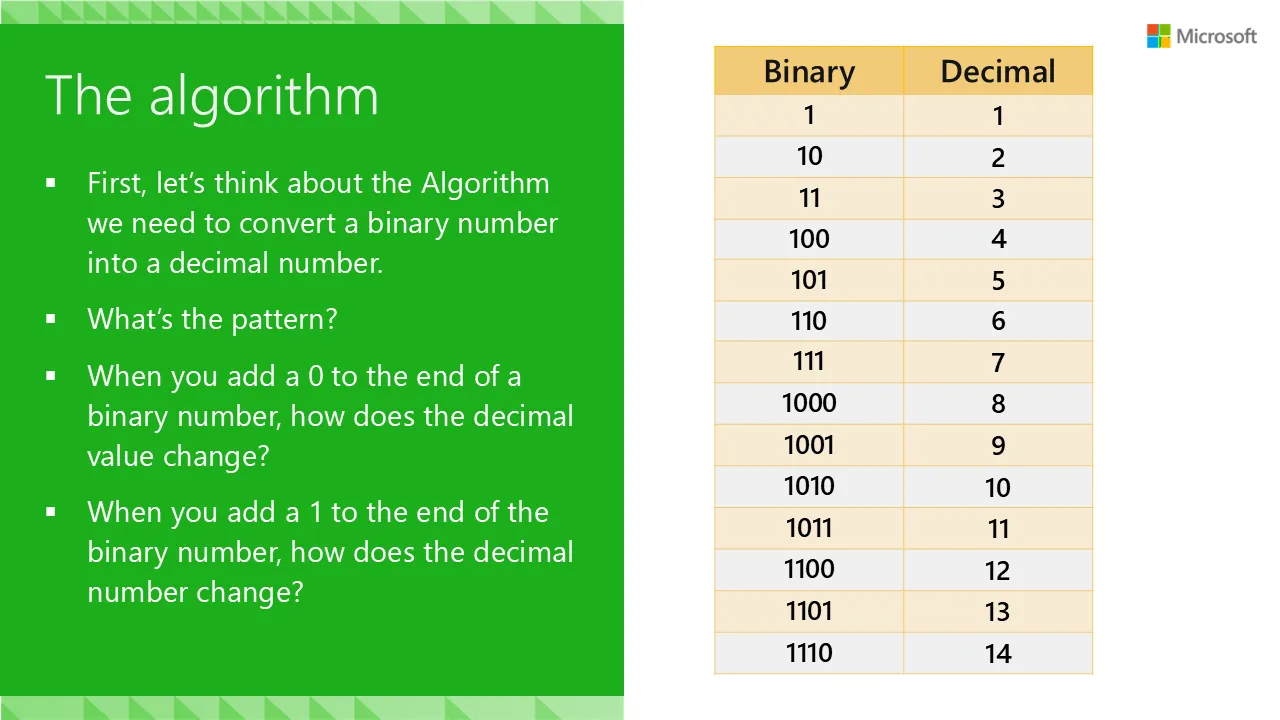 Microsoft
The algorithm
▪ First, let’s think about the Algorithm
we need to convert a binary number
into a decimal number.
▪ What’s the pattern?
▪ When you add a 0 to the end of a
binary number, how does the decimal
value change?
▪ When you add a 1 to the end of the
binary number, how does the decimal
number change?
Binary Decimal
1 1
10 2
11 3
100 4
101 5
110 6
111 7
1000 8
1001 9
1010 10
1011 11
1100 12
1101 13
1110 14